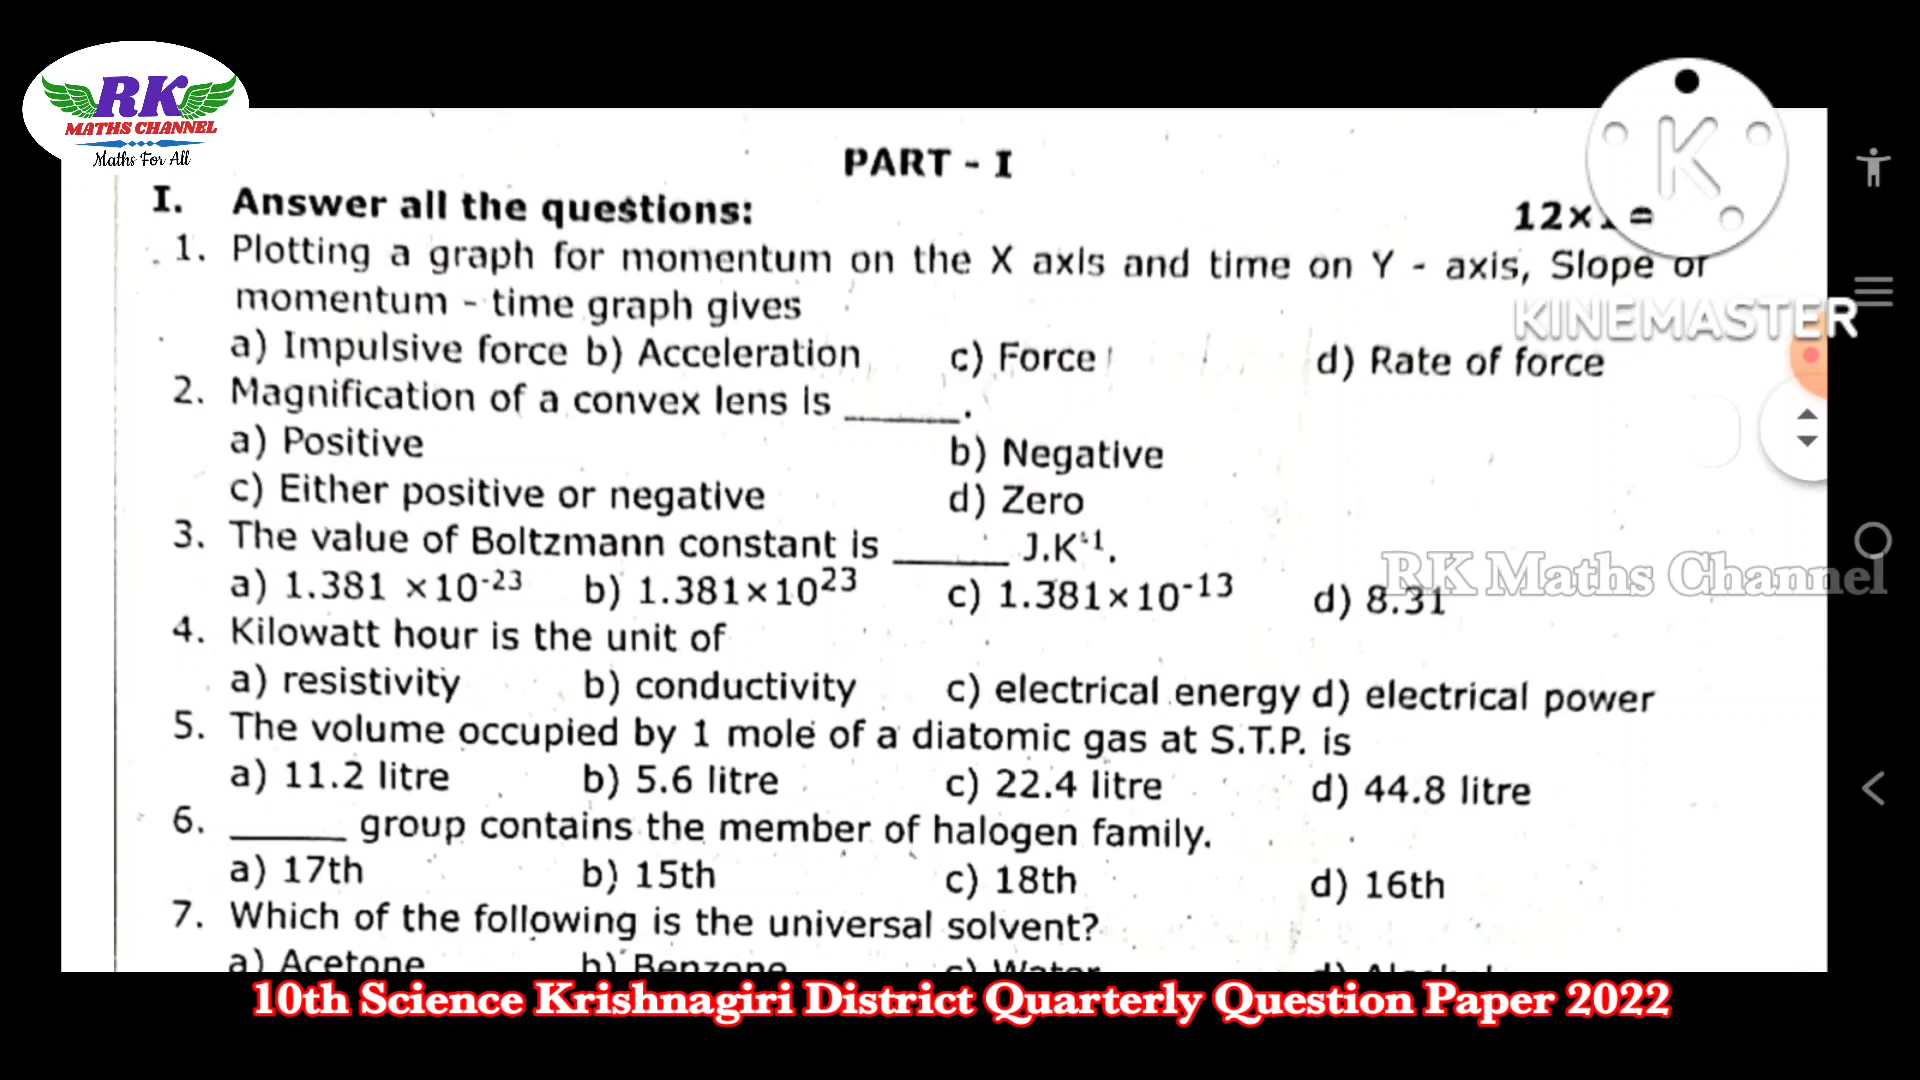 RK
MATHS CHANNEL
Maths For All
K
PART - I
I. Answer all the questions:
12×
=
1. Plotting a graph for momentum on the X axis and time on Y - axis, Slope of
momentum - time graph gives
KINEMASTER
a) Impulsive force b) Acceleration c) Force d) Rate of force
2. Magnification of a convex lens is ______.
a) Positive b) Negative
c) Either positive or negative d) Zero
3. The value of Boltzmann constant is ______ J.K⁻¹.
RK Maths Channel
a) 1.381 ×10⁻²³ b) 1.381×10²³ c) 1.381×10⁻¹³ d) 8.31
4. Kilowatt hour is the unit of
a) resistivity b) conductivity c) electrical energy d) electrical power
5. The volume occupied by 1 mole of a diatomic gas at S.T.P. is
a) 11.2 litre b) 5.6 litre c) 22.4 litre d) 44.8 litre
6. ______ group contains the member of halogen family.
a) 17th b) 15th c) 18th d) 16th
7. Which of the following is the universal solvent?
a) Acetone b) Benzone c) Water
10th Science Krishnagiri District Quarterly Question Paper 2022